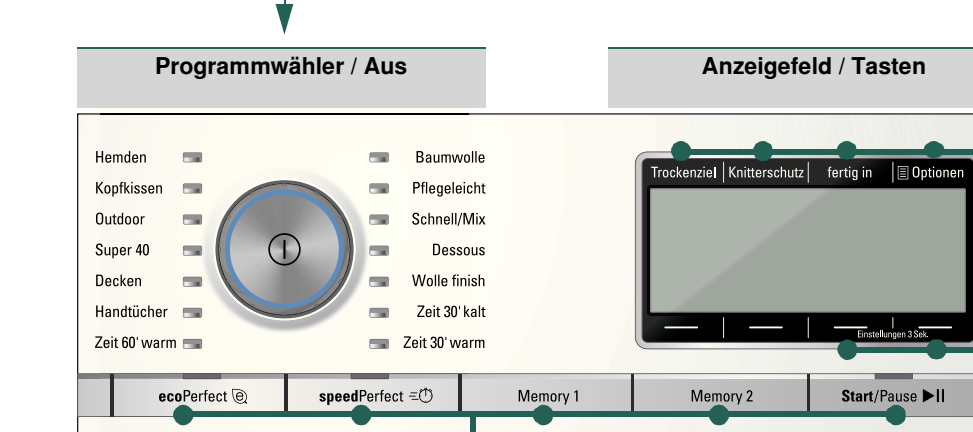 Programmwähler / Aus
Anzeigefeld / Tasten
Hemden
Kopfkissen
Outdoor
Super 40
Decken
Handtücher
Zeit 60' warm
Baumwolle
Pflegeleicht
Schnell/Mix
Dessous
Wolle finish
Zeit 30' kalt
Zeit 30' warm
Trockenziel Knitterschutz fertig in Optionen
Einstellungen 3 Sek.
ecoPerfect speedPerfect Memory 1 Memory 2 Start/Pause